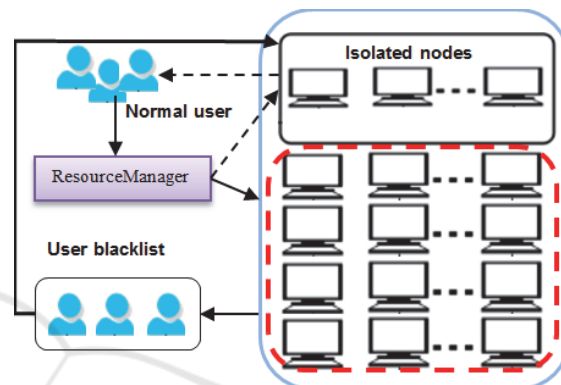 Isolated nodes
Normal user
ResourceManager
User blacklist